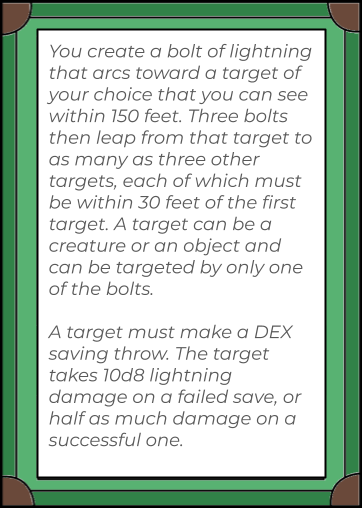 You create a bolt of lightning
that arcs toward a target of
your choice that you can see
within 150 feet. Three bolts
then leap from that target to
as many as three other
targets, each of which must
be within 30 feet of the first
target. A target can be a
creature or an object and
can be targeted by only one
of the bolts.

A target must make a DEX
saving throw. The target
takes 10d8 lightning
damage on a failed save, or
half as much damage on a
successful one.